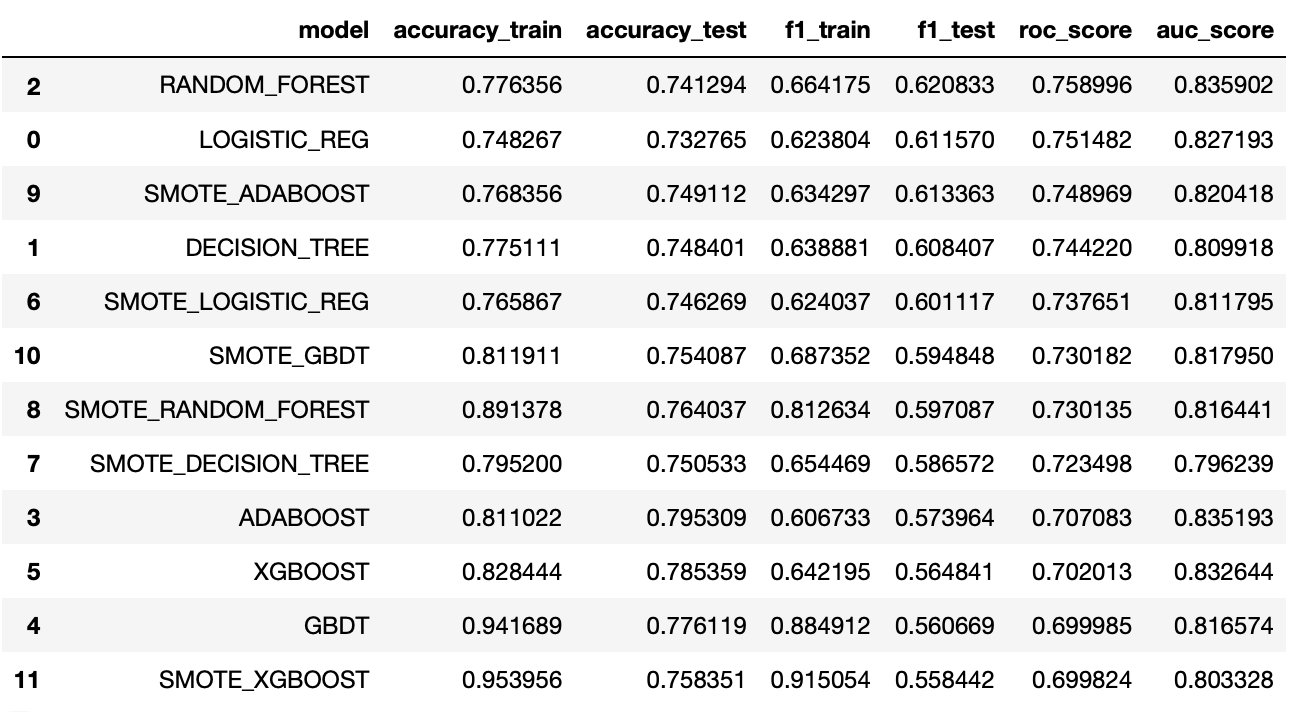 model accuracy_train accuracy_test f1_train f1_test roc_score auc_score
2 RANDOM_FOREST 0.776356 0.741294 0.664175 0.620833 0.758996 0.835902
0 LOGISTIC_REG 0.748267 0.732765 0.623804 0.611570 0.751482 0.827193
9 SMOTE_ADABOOST 0.768356 0.749112 0.634297 0.613363 0.748969 0.820418
1 DECISION_TREE 0.775111 0.748401 0.638881 0.608407 0.744220 0.809918
6 SMOTE_LOGISTIC_REG 0.765867 0.746269 0.624037 0.601117 0.737651 0.811795
10 SMOTE_GBDT 0.811911 0.754087 0.687352 0.594848 0.730182 0.817950
8 SMOTE_RANDOM_FOREST 0.891378 0.764037 0.812634 0.597087 0.730135 0.816441
7 SMOTE_DECISION_TREE 0.795200 0.750533 0.654469 0.586572 0.723498 0.796239
3 ADABOOST 0.811022 0.795309 0.606733 0.573964 0.707083 0.835193
5 XGBOOST 0.828444 0.785359 0.642195 0.564841 0.702013 0.832644
4 GBDT 0.941689 0.776119 0.884912 0.560669 0.699985 0.816574
11 SMOTE_XGBOOST 0.953956 0.758351 0.915054 0.558442 0.699824 0.803328